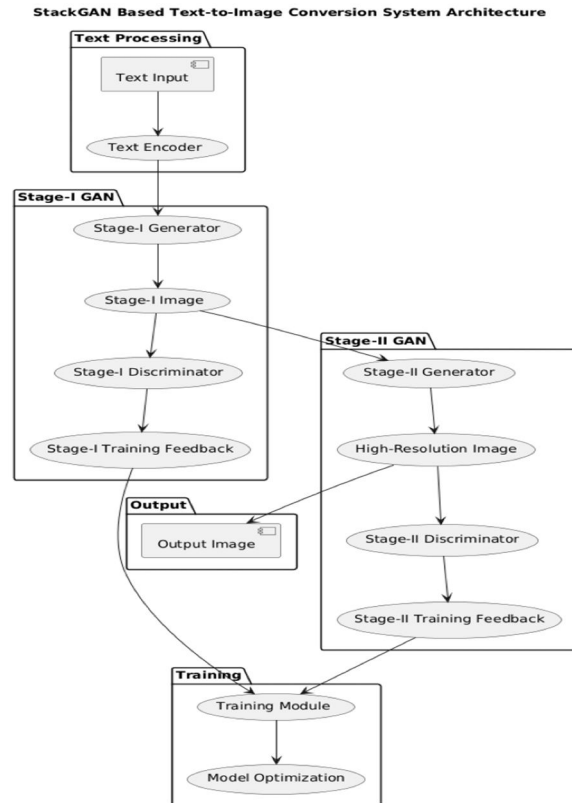 StackGAN Based Text-to-Image Conversion System Architecture
Text Processing
Text Input
Text Encoder
Stage-I GAN
Stage-I Generator
Stage-I Image
Stage-I Discriminator
Stage-I Training Feedback
Stage-II GAN
Stage-II Generator
High-Resolution Image
Stage-II Discriminator
Stage-II Training Feedback
Output
Output Image
Training
Training Module
Model Optimization